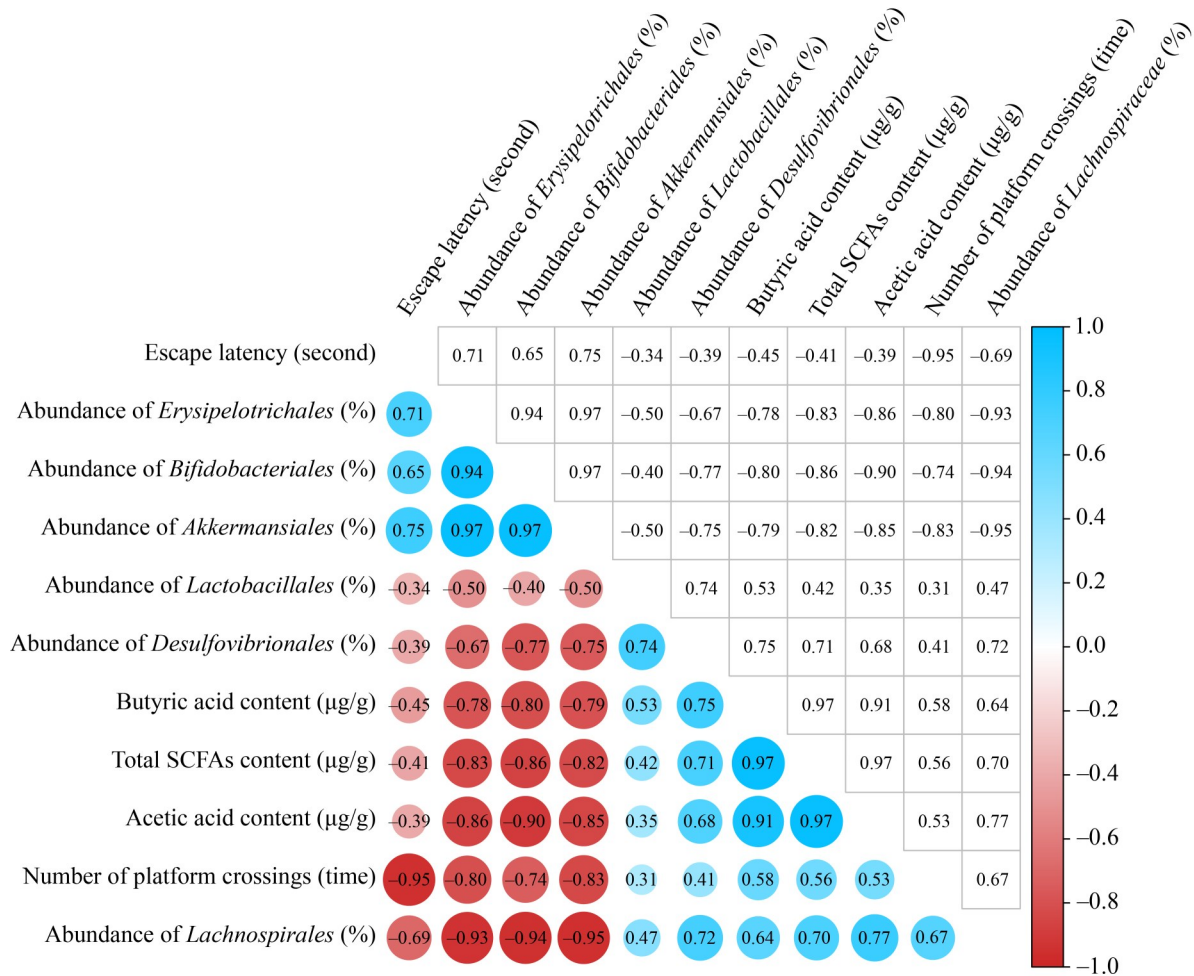 Escape latency (second)
Abundance of Erysipelotrichales (%)
Abundance of Bifidobacteriales (%)
Abundance of Akkermansiales (%)
Abundance of Lactobacillales (%)
Abundance of Desulfovibrionales (%)
Butyric acid content (μg/g)
Total SCFAs content (μg/g)
Acetic acid content (μg/g)
Number of platform crossings (time)
Abundance of Lachnospiraceae (%)
Escape latency (second) 0.71 0.65 0.75 –0.34 –0.39 –0.45 –0.41 –0.39 –0.95 –0.69
Abundance of Erysipelotrichales (%) 0.71 0.94 0.97 –0.50 –0.67 –0.78 –0.83 –0.86 –0.80 –0.93
Abundance of Bifidobacteriales (%) 0.65 0.94 0.97 –0.40 –0.77 –0.80 –0.86 –0.90 –0.74 –0.94
Abundance of Akkermansiales (%) 0.75 0.97 0.97 –0.50 –0.75 –0.79 –0.82 –0.85 –0.83 –0.95
Abundance of Lactobacillales (%) –0.34 –0.50 –0.40 –0.50 0.74 0.53 0.42 0.35 0.31 0.47
Abundance of Desulfovibrionales (%) –0.39 –0.67 –0.77 –0.75 0.74 0.75 0.71 0.68 0.41 0.72
Butyric acid content (μg/g) –0.45 –0.78 –0.80 –0.79 0.53 0.75 0.97 0.91 0.58 0.64
Total SCFAs content (μg/g) –0.41 –0.83 –0.86 –0.82 0.42 0.71 0.97 0.97 0.56 0.70
Acetic acid content (μg/g) –0.39 –0.86 –0.90 –0.85 0.35 0.68 0.91 0.97 0.53 0.77
Number of platform crossings (time) –0.95 –0.80 –0.74 –0.83 0.31 0.41 0.58 0.56 0.53 0.67
Abundance of Lachnospirales (%) –0.69 –0.93 –0.94 –0.95 0.47 0.72 0.64 0.70 0.77 0.67
1.0
0.8
0.6
0.4
0.2
0.0
–0.2
–0.4
–0.6
–0.8
–1.0